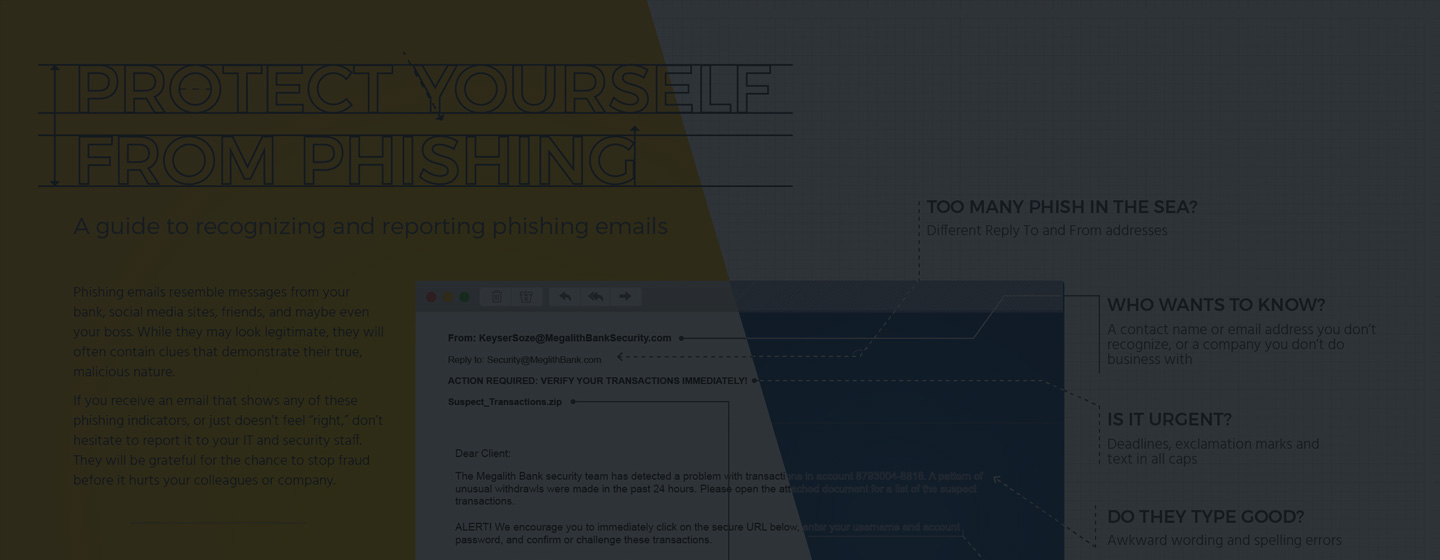 PROTECT YOURSELF
FROM PHISHING
A guide to recognizing and reporting phishing emails
Phishing emails resemble messages from your
bank, social media sites, friends, and maybe even
your boss. While they may look legitimate, they will
often contain clues that demonstrate their true,
malicious nature.
If you receive an email that shows any of these
phishing indicators, or just doesn't feel "right," don't
hesitate to report it to your IT and security staff.
They will be grateful for the chance to stop fraud
before it hurts your colleagues or company.
From: KeyserSoze@MegalithBankSecurity.com
Reply to: Security@MeglithBank.com
ACTION REQUIRED: VERIFY YOUR TRANSACTIONS IMMEDIATELY!
Suspect_Transactions.zip
Dear Client:
The Megalith Bank security team has detected a problem with transactions in account #783004-8816. A pattern of
unusual withdrawls were made in the past 24 hours. Please open the attached document for a list of the suspect
transactions.
ALERT! We encourage you to immediately click on the secure URL below, enter your username and account
password, and confirm or challenge these transactions.
TOO MANY PHISH IN THE SEA?
Different Reply To and From addresses
WHO WANTS TO KNOW?
A contact name or email address you don't
recognize, or a company you don't do
business with
IS IT URGENT?
Deadlines, exclamation marks and
text in all caps
DO THEY TYPE GOOD?
Awkward wording and spelling errors